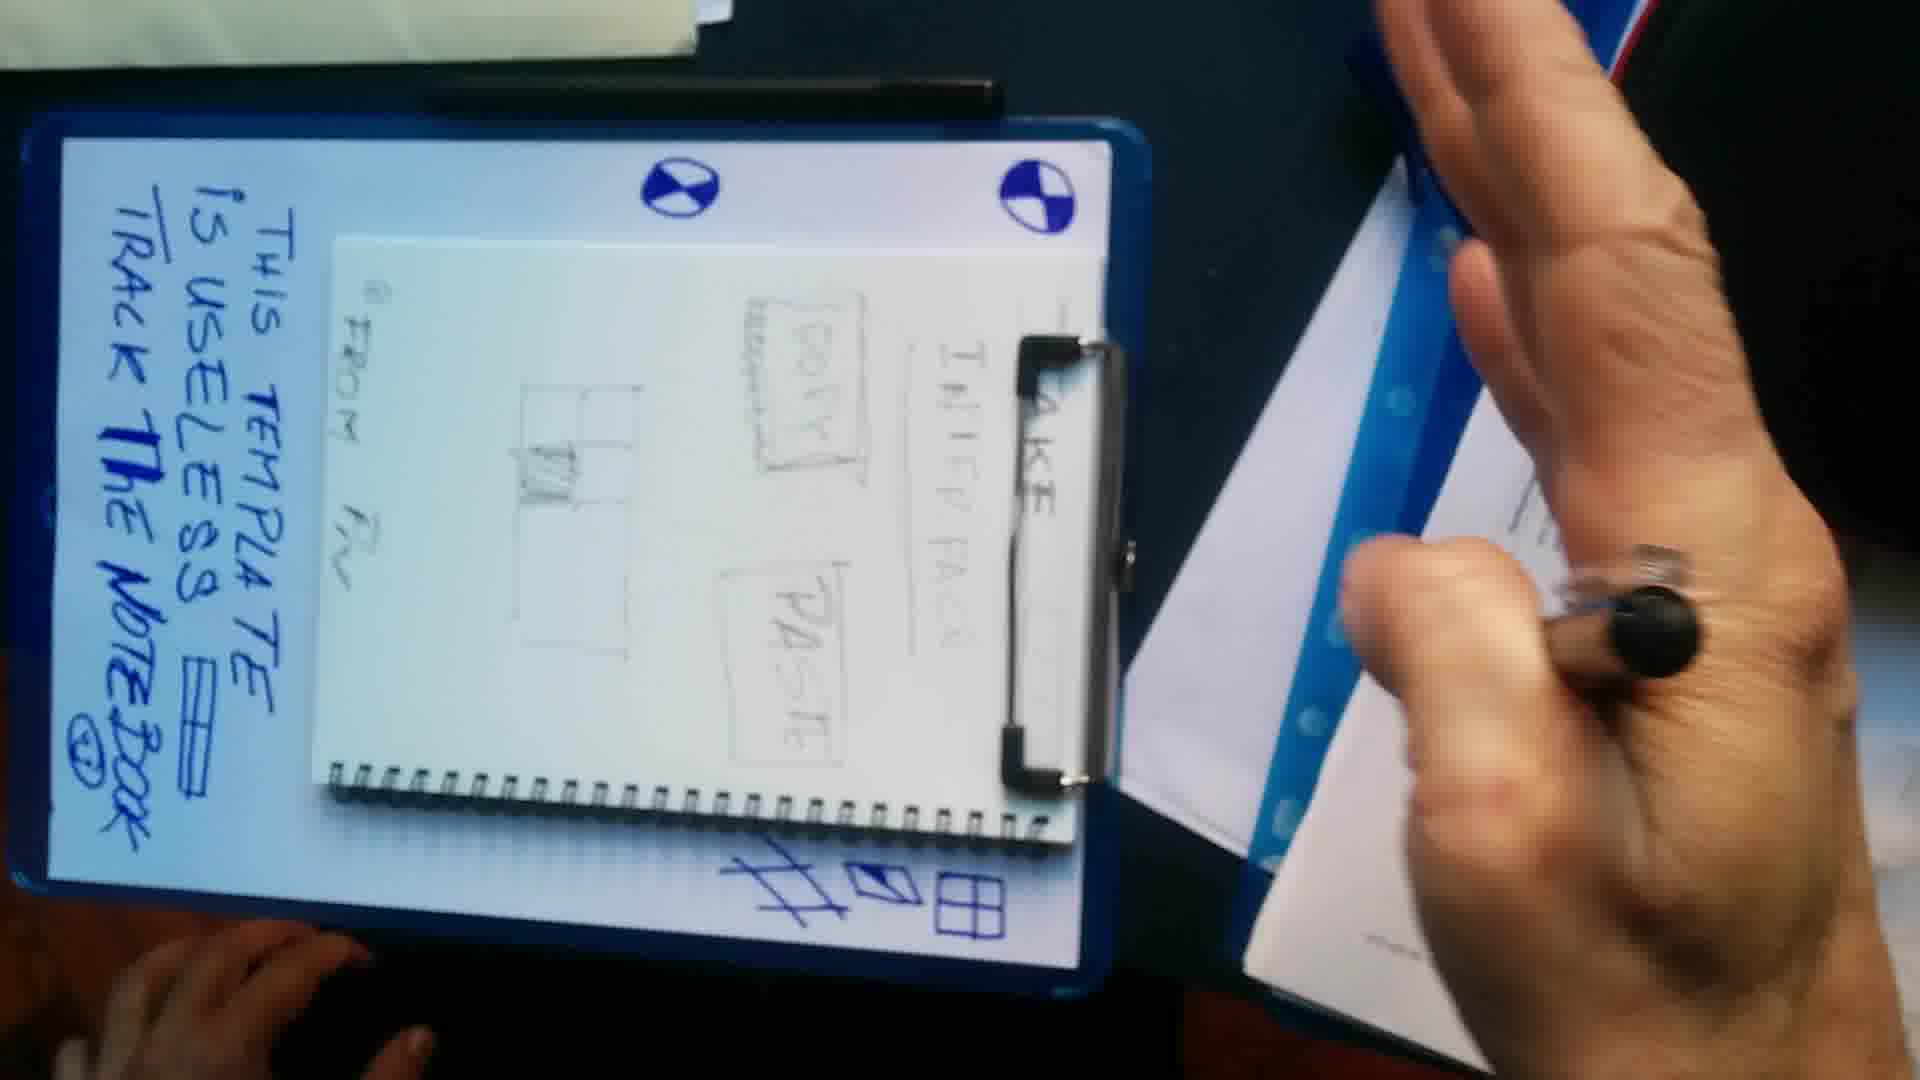 INTERFACE
COPY
PASTE
FROM
THIS TEMPLATE
IS USELESS
TRACK THE NOTEBOOK